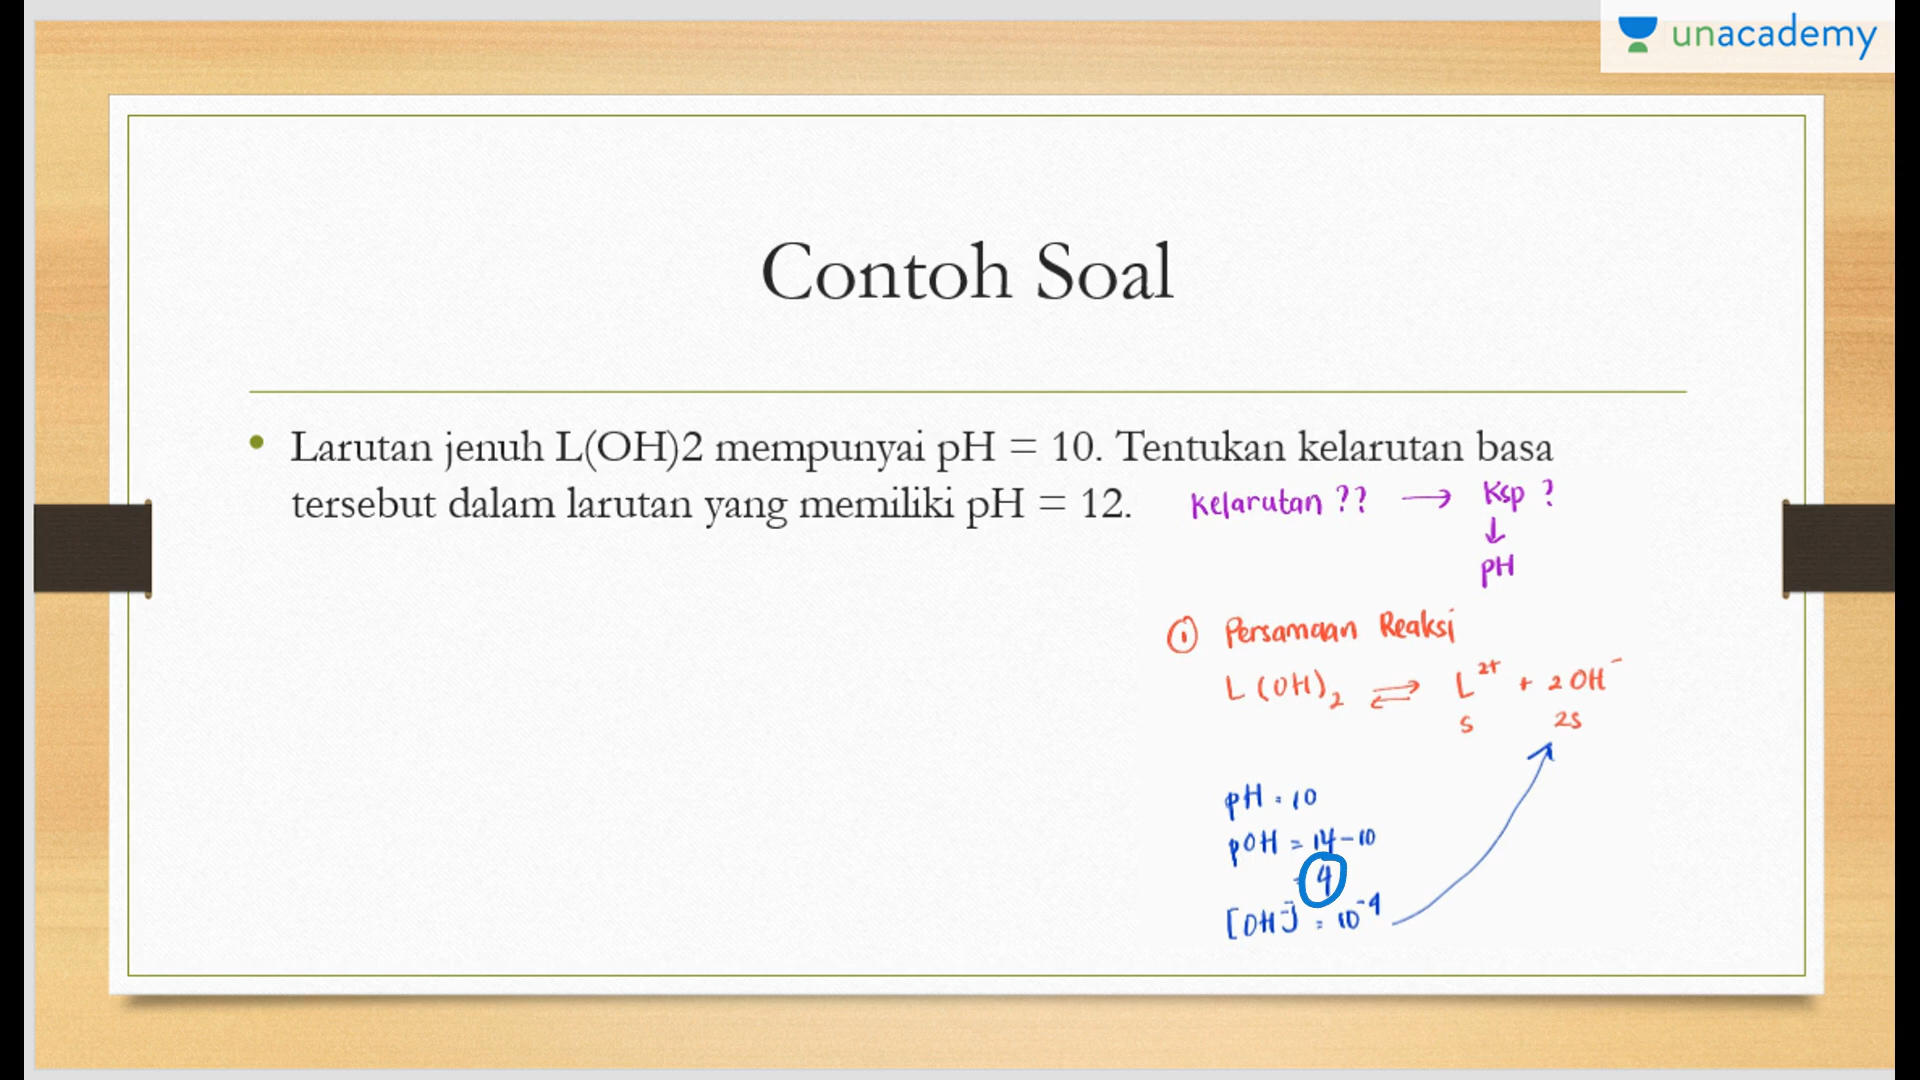 unacademy
Contoh Soal
• Larutan jenuh L(OH)2 mempunyai pH = 10. Tentukan kelarutan basa
tersebut dalam larutan yang memiliki pH = 12.
Kelarutan ?? → Ksp ?
↓
pH
① Persamaan Reaksi
L(OH)₂ ⇌ L²⁺ + 2OH⁻
s 2s
pH = 10
pOH = 14 - 10
= 4
[OH⁻] = 10⁻⁴